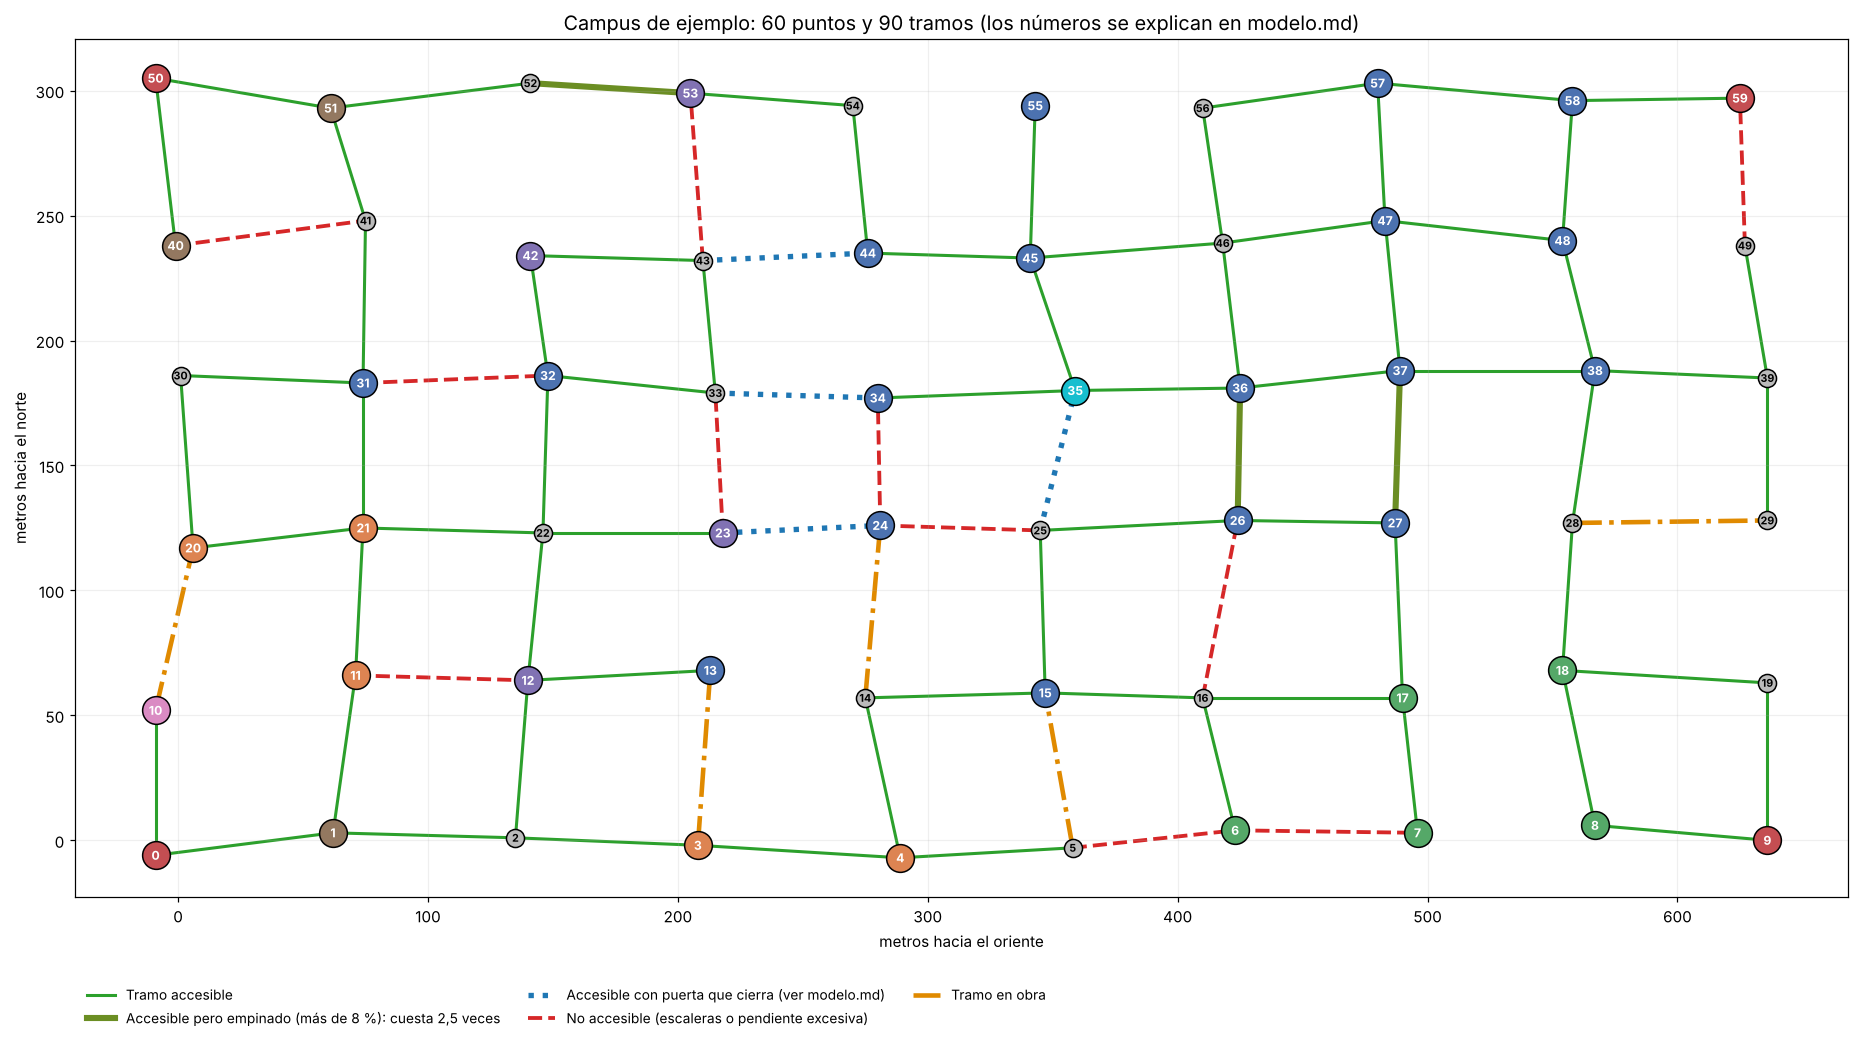 Campus de ejemplo: 60 puntos y 90 tramos (los números se explican en modelo.md)
300
50 51 52 53 54 55 56 57 58 59
250
40 41 42 43 44 45 46 47 48 49
200
30 31 32 33 34 35 36 37 38 39
150
20 21 22 23 24 25 26 27 28 29
100
10 11 12 13 14 15 16 17 18 19
50
0 1 2 3 4 5 6 7 8 9
0
metros hacia el norte
0 100 200 300 400 500 600
metros hacia el oriente
Tramo accesible
Accesible pero empinado (más de 8 %): cuesta 2,5 veces
Accesible con puerta que cierra (ver modelo.md)
No accesible (escaleras o pendiente excesiva)
Tramo en obra